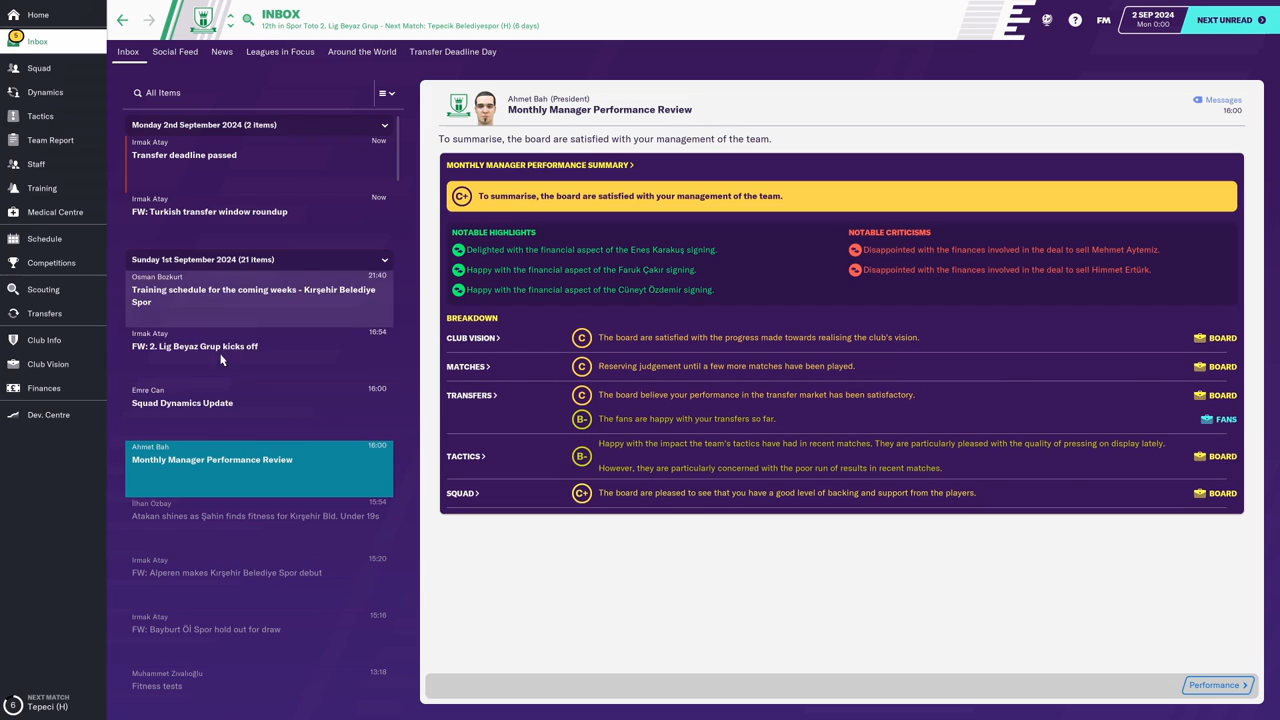 Home
5
Inbox
Squad
Dynamics
Tactics
Team Report
Staff
Training
Medical Centre
Schedule
Competitions
Scouting
Transfers
Club Info
Club Vision
Finances
Dev. Centre
6
NEXT MATCH
Tepeci (H)
INBOX
12th in Spor Toto 2. Lig Beyaz Grup - Next Match: Tepecik Belediyespor (H) (6 days)
?
FM
2 SEP 2024
Mon 0:00
NEXT UNREAD
Inbox
Social Feed
News
Leagues in Focus
Around the World
Transfer Deadline Day
All Items
Monday 2nd September 2024 (2 items)
Irmak Atay
Now
Transfer deadline passed
Irmak Atay
Now
FW: Turkish transfer window roundup
Sunday 1st September 2024 (21 items)
Osman Bozkurt
21:40
Training schedule for the coming weeks - Kırşehir Belediye
Spor
Irmak Atay
16:54
FW: 2. Lig Beyaz Grup kicks off
Emre Can
16:00
Squad Dynamics Update
Ahmet Bah
16:00
Monthly Manager Performance Review
İlhan Özbay
15:54
Atakan shines as Şahin finds fitness for Kırşehir Bld. Under 19s
Irmak Atay
15:20
FW: Alperen makes Kırşehir Belediye Spor debut
Irmak Atay
15:16
FW: Bayburt Öİ Spor hold out for draw
Muhammet Zıvalıoğlu
13:18
Fitness tests
Ahmet Bah (President)
Monthly Manager Performance Review
Messages
16:00
To summarise, the board are satisfied with your management of the team.
MONTHLY MANAGER PERFORMANCE SUMMARY >
C+
To summarise, the board are satisfied with your management of the team.
NOTABLE HIGHLIGHTS
Delighted with the financial aspect of the Enes Karakuş signing.
Happy with the financial aspect of the Faruk Çakır signing.
Happy with the financial aspect of the Cüneyt Özdemir signing.
NOTABLE CRITICISMS
Disappointed with the finances involved in the deal to sell Mehmet Aytemiz.
Disappointed with the finances involved in the deal to sell Himmet Ertürk.
BREAKDOWN
CLUB VISION > C The board are satisfied with the progress made towards realising the club's vision. BOARD
MATCHES > C Reserving judgement until a few more matches have been played. BOARD
TRANSFERS > C The board believe your performance in the transfer market has been satisfactory. BOARD
B- The fans are happy with your transfers so far. FANS
Happy with the impact the team's tactics have had in recent matches. They are particularly pleased with the quality of pressing on display lately.
TACTICS > B- BOARD
However, they are particularly concerned with the poor run of results in recent matches.
SQUAD > C+ The board are pleased to see that you have a good level of backing and support from the players. BOARD
Performance >